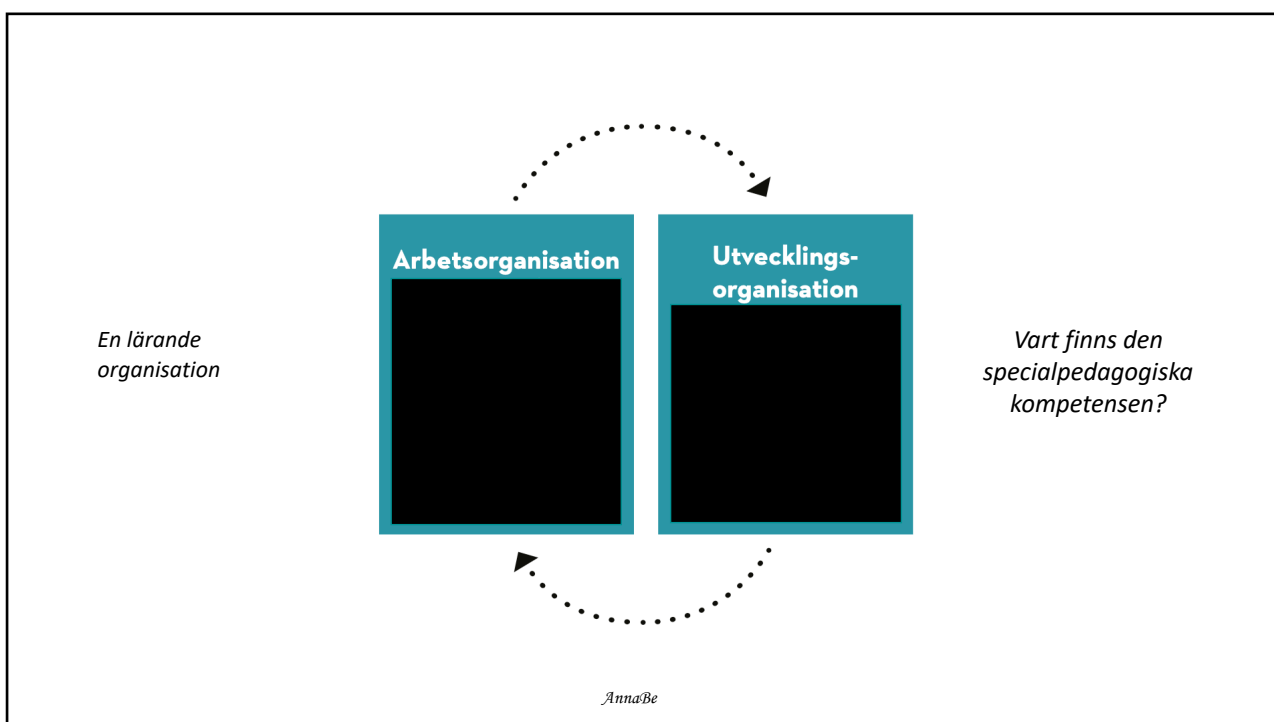 Arbetsorganisation
Utvecklings-
organisation
En lärande
organisation
Vart finns den
specialpedagogiska
kompetensen?
AnnaBe